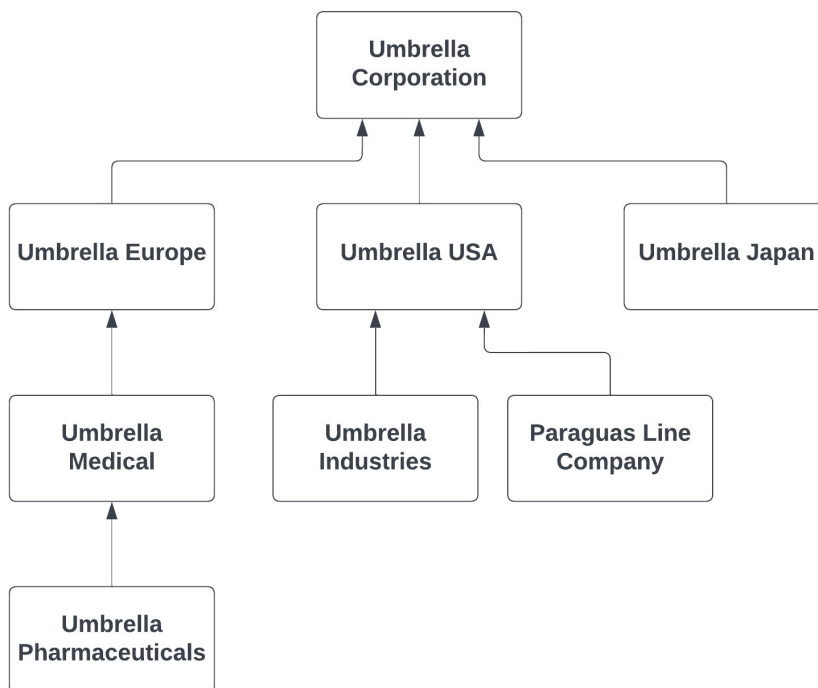 Umbrella
Corporation
Umbrella Europe
Umbrella USA
Umbrella Japan
Umbrella
Medical
Umbrella
Industries
Paraguas Line
Company
Umbrella
Pharmaceuticals